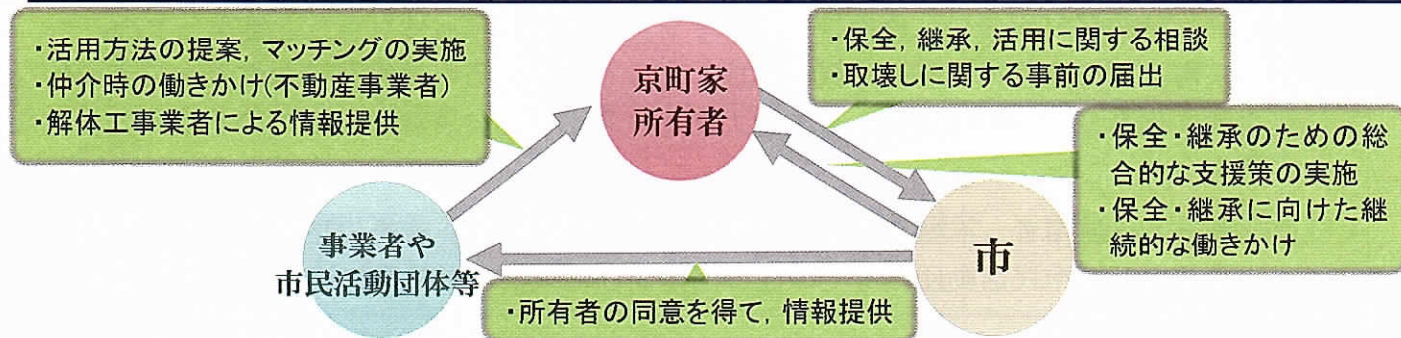 ・活用方法の提案，マッチングの実施
・仲介時の働きかけ(不動産事業者)
・解体工事業者による情報提供
京町家
所有者
・保全，継承，活用に関する相談
・取壊しに関する事前の届出
・保全・継承のための総
合的な支援策の実施
・保全・継承に向けた継
続的な働きかけ
事業者や
市民活動団体等
市
・所有者の同意を得て，情報提供